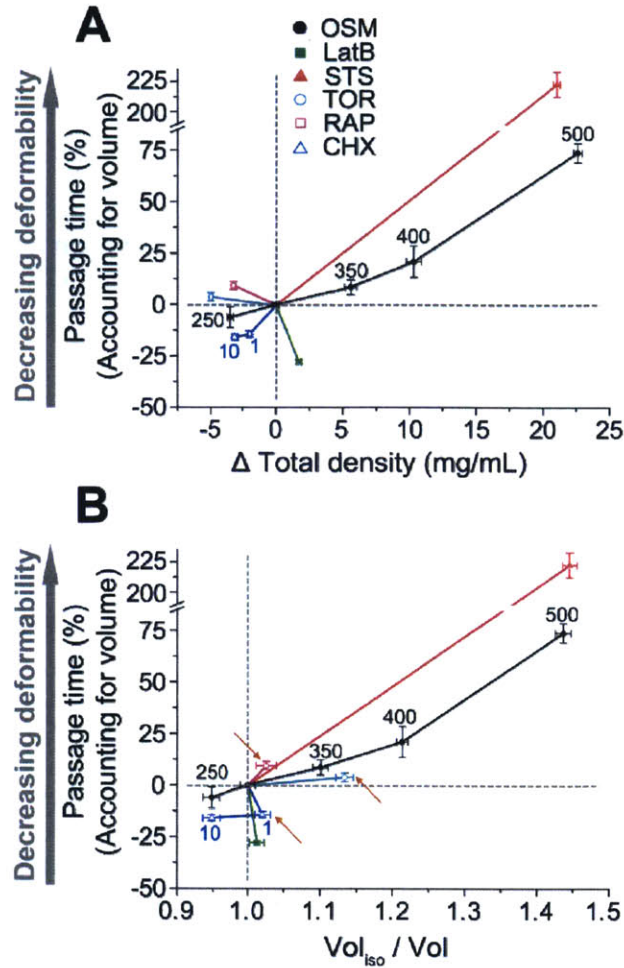 A
OSM
LatB
STS
TOR
RAP
CHX
Decreasing deformability
Passage time (%)
(Accounting for volume)
225
200
75
50
25
0
-25
-50
500
400
350
250
10 1
-5 0 5 10 15 20 25
Δ Total density (mg/mL)
B
Decreasing deformability
Passage time (%)
(Accounting for volume)
225
200
75
50
25
0
-25
-50
500
400
350
250
10 1
0.9 1.0 1.1 1.2 1.3 1.4 1.5
Voliso / Vol